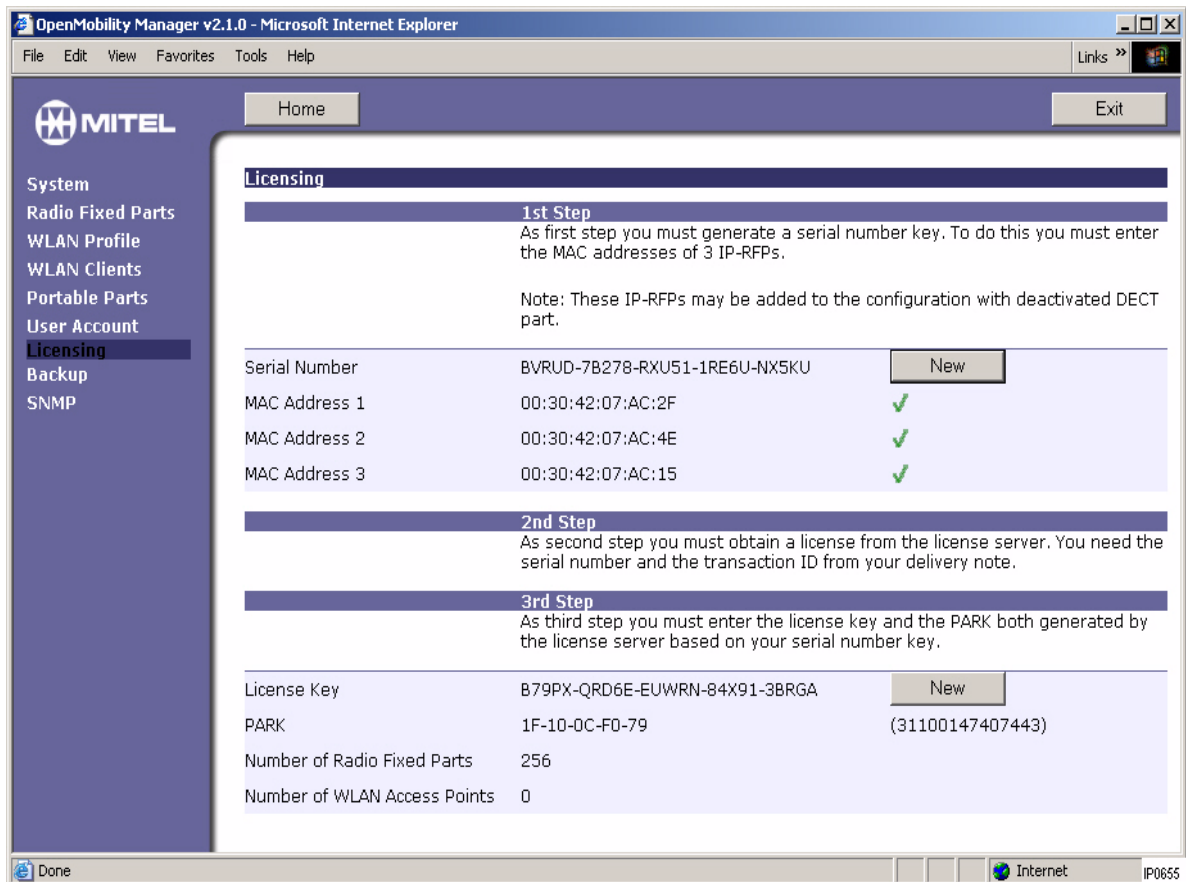 OpenMobility Manager v2.1.0 - Microsoft Internet Explorer
File Edit View Favorites Tools Help Links »
MITEL
Home Exit
System
Radio Fixed Parts
WLAN Profile
WLAN Clients
Portable Parts
User Account
Licensing
Backup
SNMP
Licensing
1st Step
As first step you must generate a serial number key. To do this you must enter
the MAC addresses of 3 IP-RFPs.
Note: These IP-RFPs may be added to the configuration with deactivated DECT
part.
Serial Number BVRUD-7B278-RXU51-1RE6U-NX5KU New
MAC Address 1 00:30:42:07:AC:2F
MAC Address 2 00:30:42:07:AC:4E
MAC Address 3 00:30:42:07:AC:15
2nd Step
As second step you must obtain a license from the license server. You need the
serial number and the transaction ID from your delivery note.
3rd Step
As third step you must enter the license key and the PARK both generated by
the license server based on your serial number key.
License Key B79PX-QRD6E-EUWRN-84X91-3BRGA New
PARK 1F-10-0C-F0-79 (31100147407443)
Number of Radio Fixed Parts 256
Number of WLAN Access Points 0
Done Internet IP0655